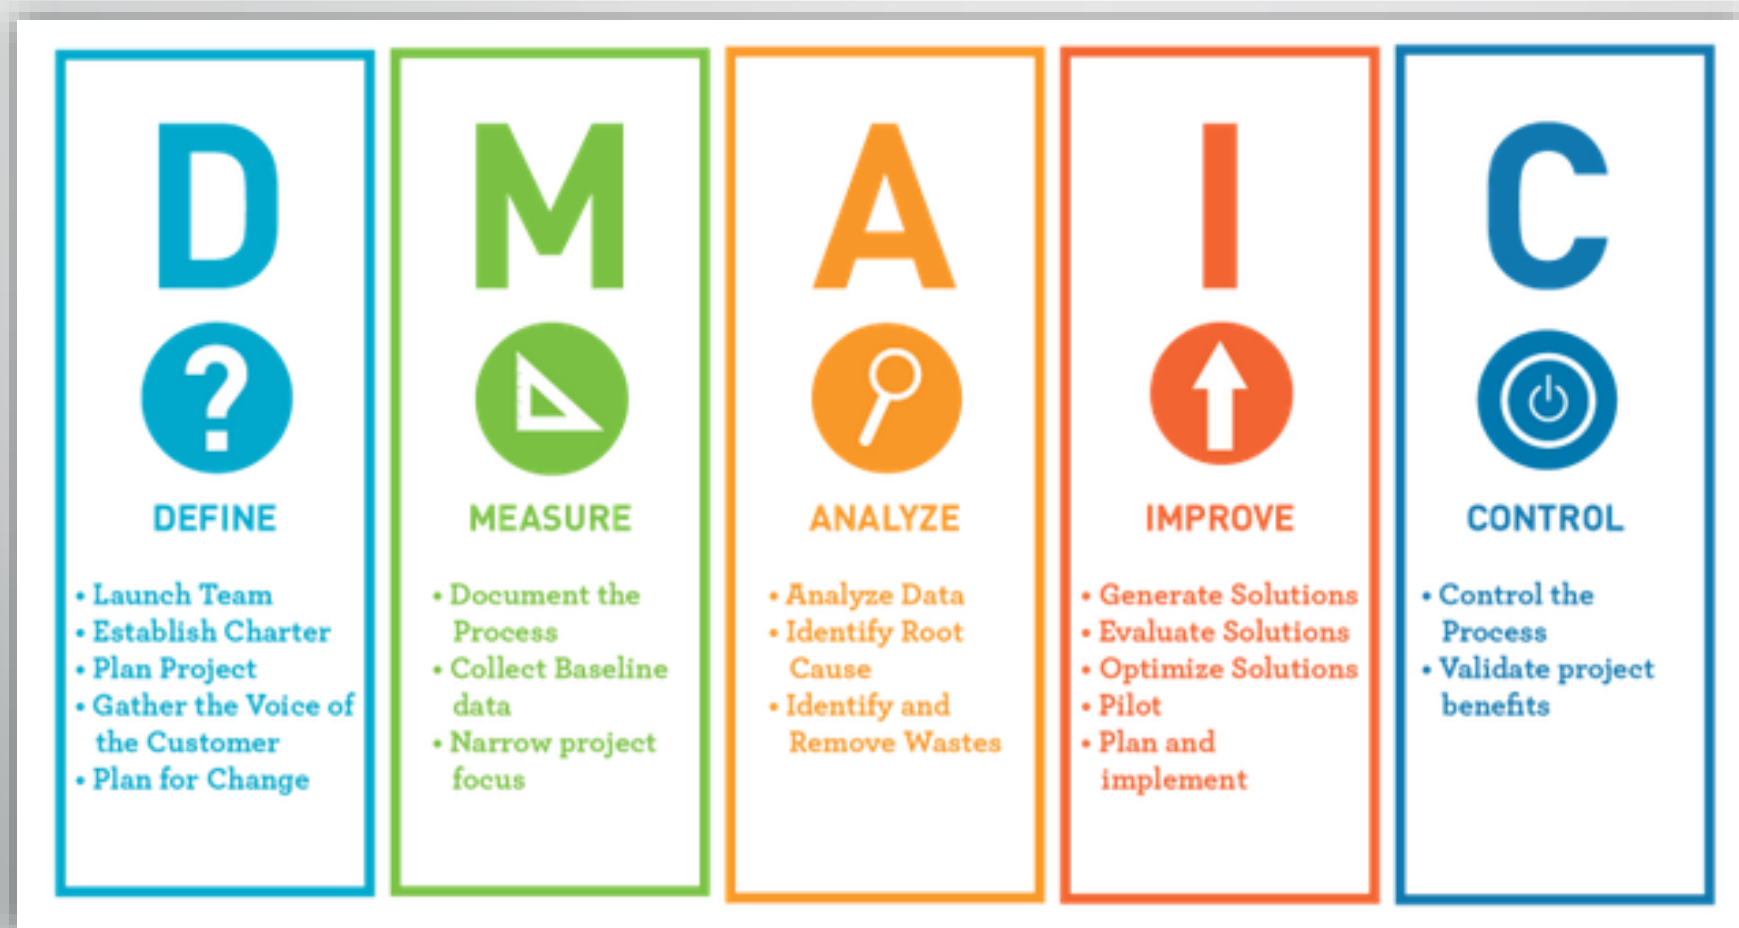 D
?
DEFINE
• Launch Team
• Establish Charter
• Plan Project
• Gather the Voice of
the Customer
• Plan for Change
M
MEASURE
• Document the
Process
• Collect Baseline
data
• Narrow project
focus
A
ANALYZE
• Analyze Data
• Identify Root
Cause
• Identify and
Remove Wastes
I
IMPROVE
• Generate Solutions
• Evaluate Solutions
• Optimize Solutions
• Pilot
• Plan and
implement
C
CONTROL
• Control the
Process
• Validate project
benefits